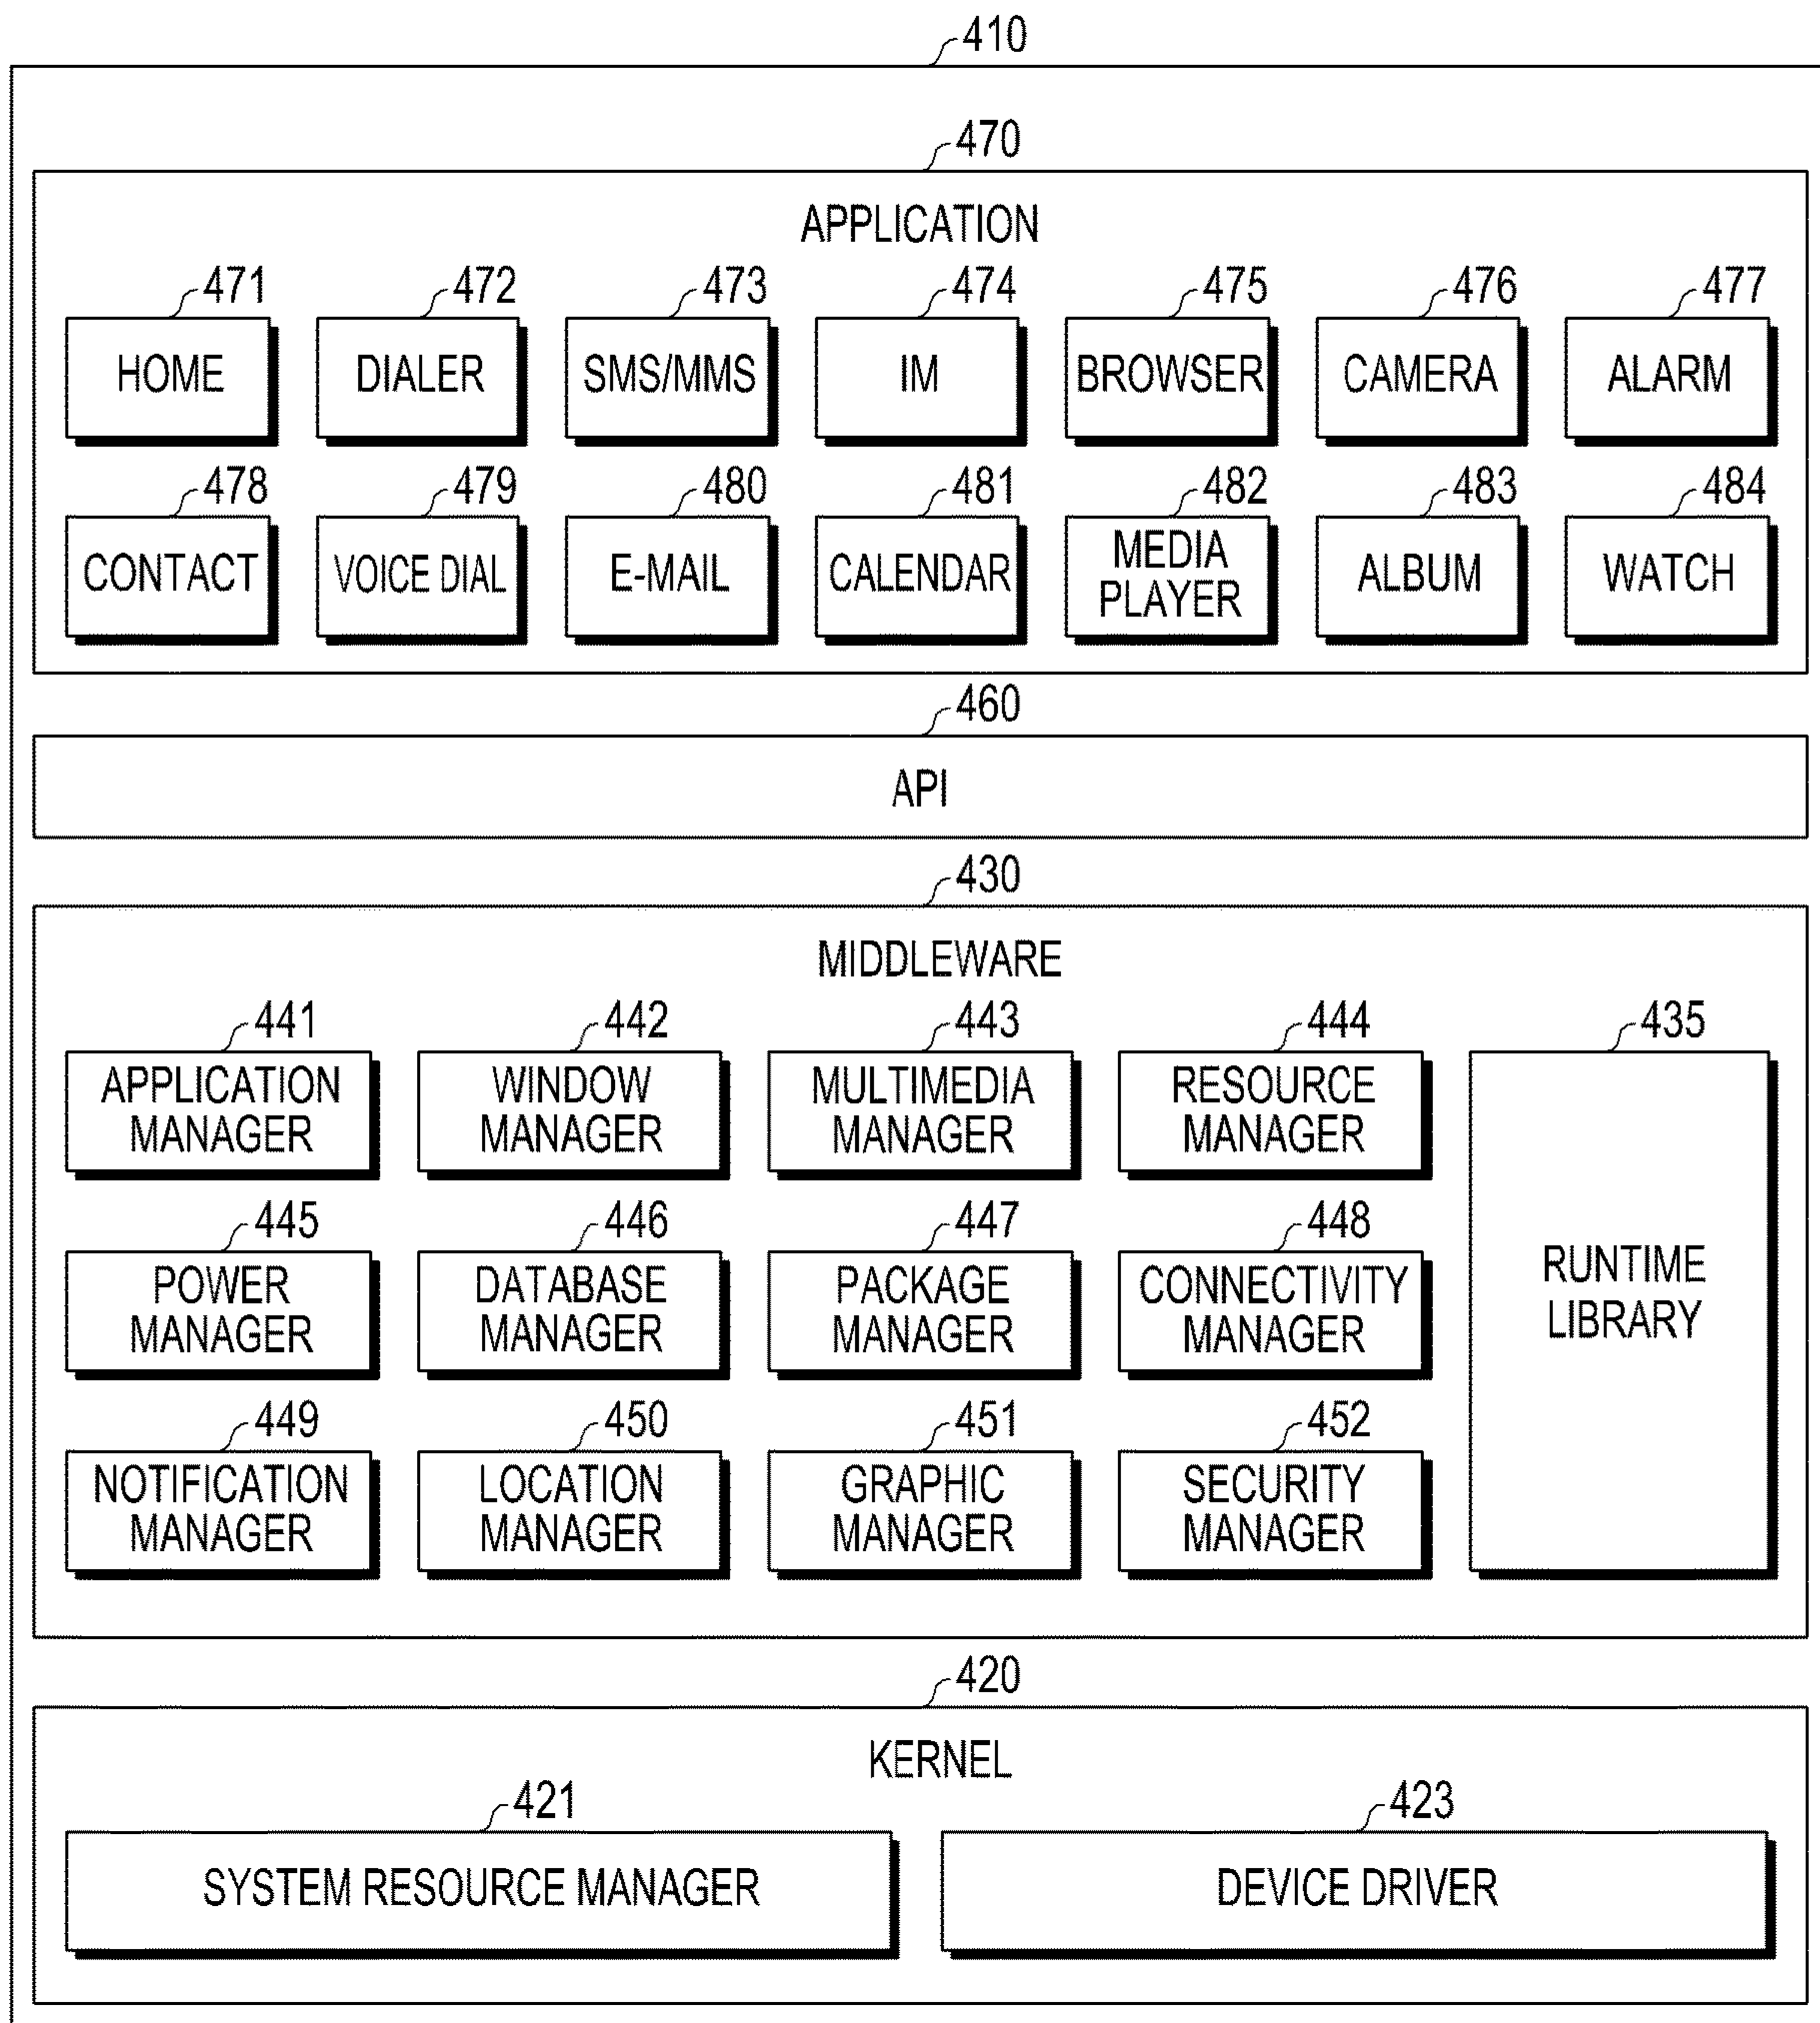 410
470
APPLICATION
471 472 473 474 475 476 477
HOME DIALER SMS/MMS IM BROWSER CAMERA ALARM
478 479 480 481 482 483 484
CONTACT VOICE DIAL E-MAIL CALENDAR MEDIA PLAYER ALBUM WATCH
460
API
430
MIDDLEWARE
441 442 443 444 435
APPLICATION MANAGER WINDOW MANAGER MULTIMEDIA MANAGER RESOURCE MANAGER
445 446 447 448
POWER MANAGER DATABASE MANAGER PACKAGE MANAGER CONNECTIVITY MANAGER RUNTIME LIBRARY
449 450 451 452
NOTIFICATION MANAGER LOCATION MANAGER GRAPHIC MANAGER SECURITY MANAGER
420
KERNEL
421 423
SYSTEM RESOURCE MANAGER DEVICE DRIVER